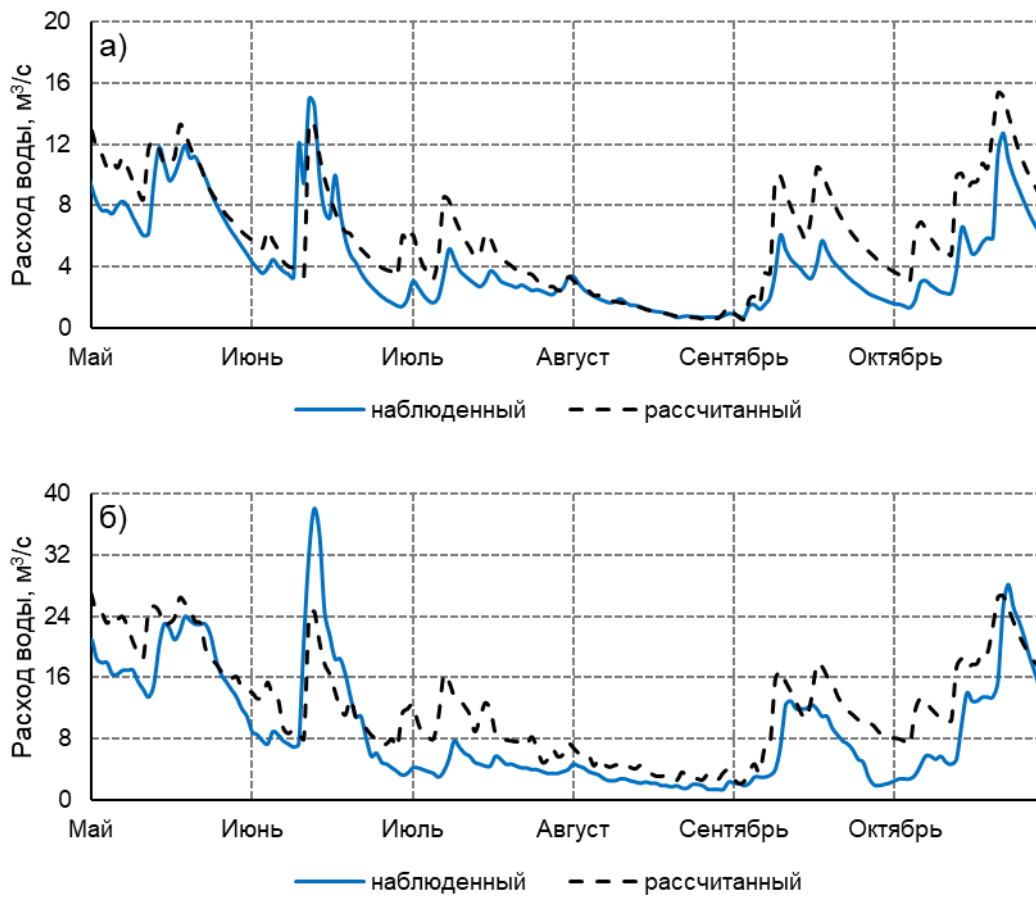 а)
Расход воды, м³/с
20
16
12
8
4
0
Май Июнь Июль Август Сентябрь Октябрь
наблюденный рассчитанный
б)
Расход воды, м³/с
40
32
24
16
8
0
Май Июнь Июль Август Сентябрь Октябрь
наблюденный рассчитанный